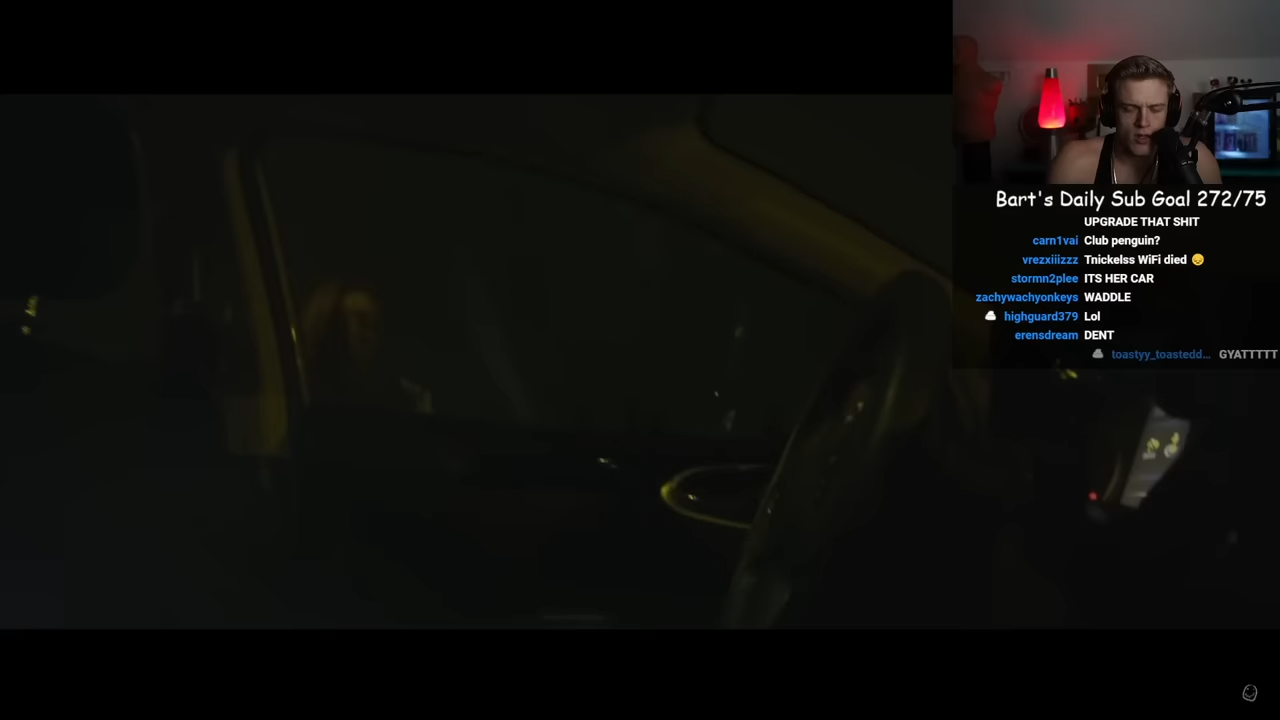 Bart's Daily Sub Goal 272/75
UPGRADE THAT SHIT
carn1vai Club penguin?
vrezxiiizzz Tnickelss WiFi died 😞
stormn2plee ITS HER CAR
zachywachyonkeys WADDLE
highguard379 Lol
erensdream DENT
toastyy_toastedd... GYATTTTT